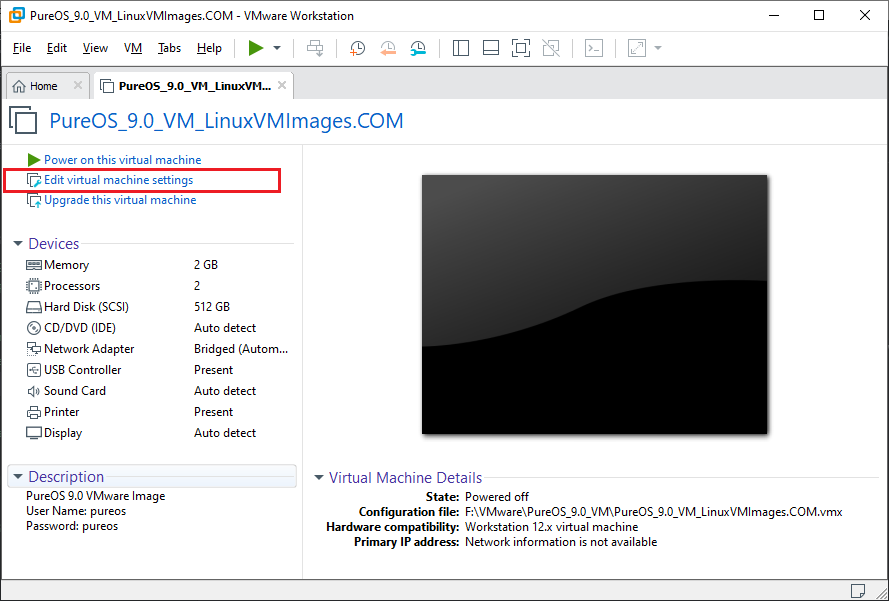 PureOS_9.0_VM_LinuxVMImages.COM - VMware Workstation
File Edit View VM Tabs Help
Home PureOS_9.0_VM_LinuxVM...
PureOS_9.0_VM_LinuxVMImages.COM
Power on this virtual machine
Edit virtual machine settings
Upgrade this virtual machine
Devices
Memory 2 GB
Processors 2
Hard Disk (SCSI) 512 GB
CD/DVD (IDE) Auto detect
Network Adapter Bridged (Autom...
USB Controller Present
Sound Card Auto detect
Printer Present
Display Auto detect
Description
PureOS 9.0 VMware Image
User Name: pureos
Password: pureos
Virtual Machine Details
State: Powered off
Configuration file: F:\VMware\PureOS_9.0_VM\PureOS_9.0_VM_LinuxVMImages.COM.vmx
Hardware compatibility: Workstation 12.x virtual machine
Primary IP address: Network information is not available